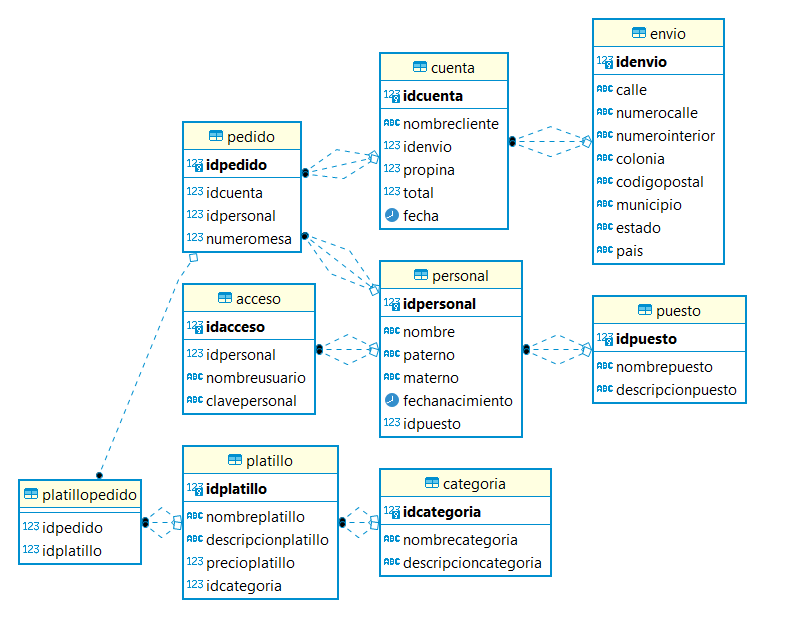 envio
123 idenvio
ABC calle
ABC numerocalle
ABC numerointerior
ABC colonia
ABC codigopostal
ABC municipio
ABC estado
ABC pais
cuenta
123 idcuenta
ABC nombrecliente
123 idenvio
123 propina
123 total
fecha
pedido
123 idpedido
123 idcuenta
123 idpersonal
123 numeromesa
personal
123 idpersonal
ABC nombre
ABC paterno
ABC materno
fechanacimiento
123 idpuesto
acceso
123 idacceso
123 idpersonal
ABC nombreusuario
ABC clavepersonal
puesto
123 idpuesto
ABC nombrepuesto
ABC descripcionpuesto
platillo
123 idplatillo
ABC nombreplatillo
ABC descripcionplatillo
123 precioplatillo
123 idcategoria
categoria
123 idcategoria
ABC nombrecategoria
ABC descripcioncategoria
platillopedido
123 idpedido
123 idplatillo